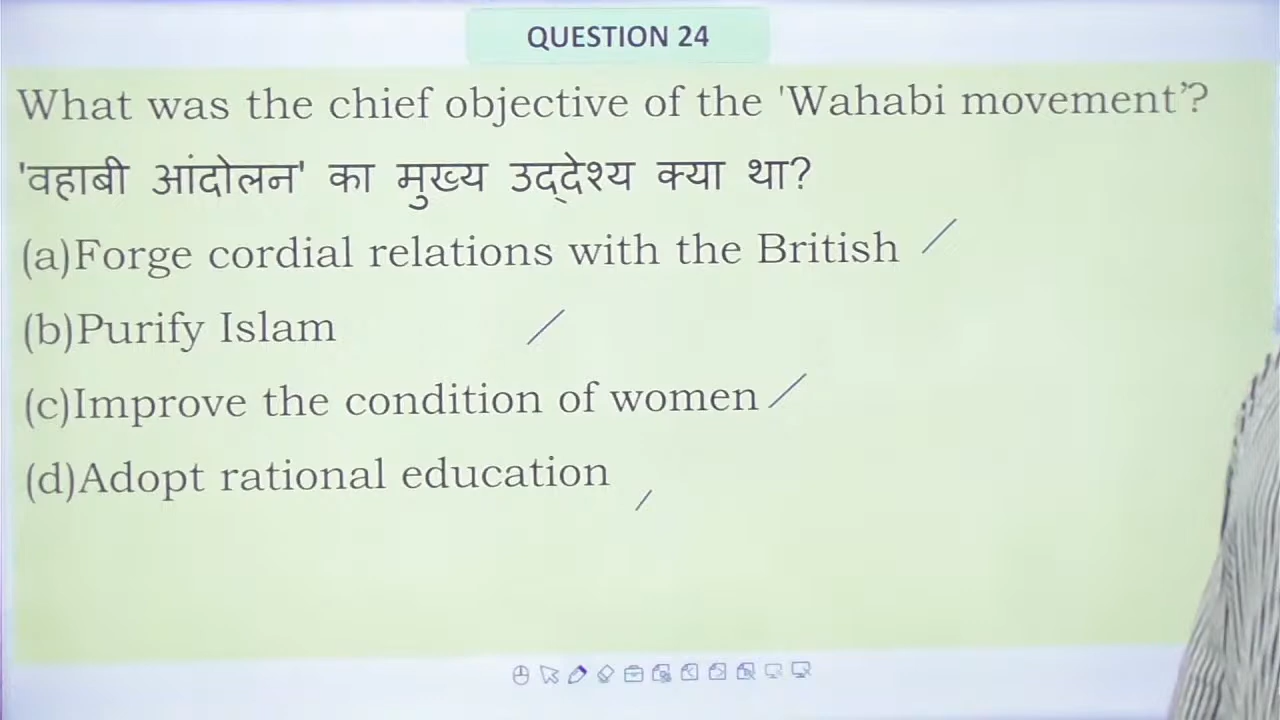 QUESTION 24
What was the chief objective of the 'Wahabi movement'?
'वहाबी आंदोलन' का मुख्य उद्देश्य क्या था?
(a)Forge cordial relations with the British
(b)Purify Islam
(c)Improve the condition of women
(d)Adopt rational education